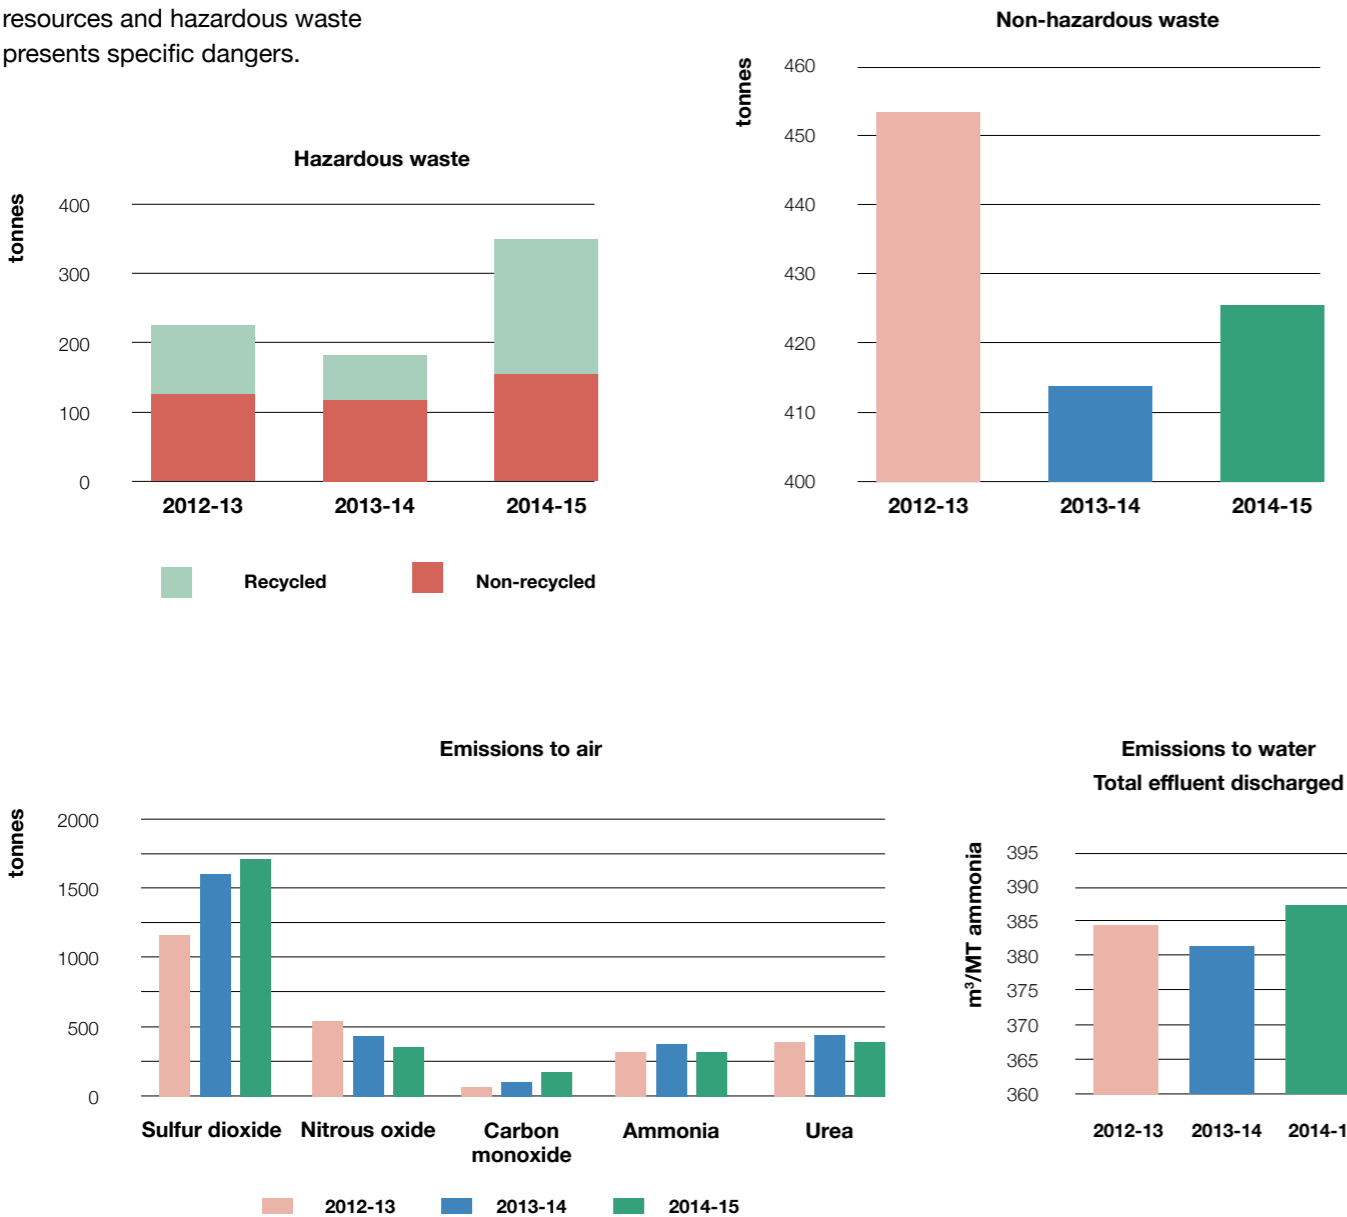 resources and hazardous waste
presents specific dangers.
Hazardous waste
tonnes
400
300
200
100
0
2012-13 2013-14 2014-15
Recycled Non-recycled
Non-hazardous waste
tonnes
460
450
440
430
420
410
400
2012-13 2013-14 2014-15
Emissions to air
tonnes
2000
1500
1000
500
0
Sulfur dioxide Nitrous oxide Carbon monoxide Ammonia Urea
2012-13 2013-14 2014-15
Emissions to water
Total effluent discharged
m³/MT ammonia
395
390
385
380
375
370
365
360
2012-13 2013-14 2014-1